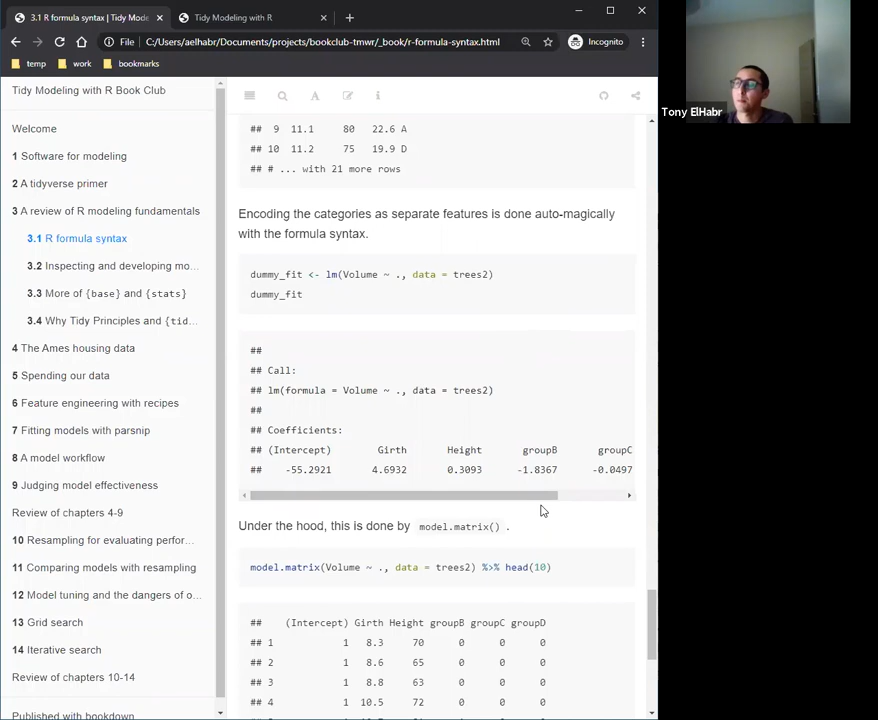 3.1 R formula syntax | Tidy Mode
Tidy Modeling with R
File
C:/Users/aelhabr/Documents/projects/bookclub-tmwr/_book/r-formula-syntax.html
Incognito
temp
work
bookmarks
Tidy Modeling with R Book Club
Welcome
1 Software for modeling
2 A tidyverse primer
3 A review of R modeling fundamentals
3.1 R formula syntax
3.2 Inspecting and developing mo...
3.3 More of {base} and {stats}
3.4 Why Tidy Principles and {tid...
4 The Ames housing data
5 Spending our data
6 Feature engineering with recipes
7 Fitting models with parsnip
8 A model workflow
9 Judging model effectiveness
Review of chapters 4-9
10 Resampling for evaluating perfor...
11 Comparing models with resampling
12 Model tuning and the dangers of o...
13 Grid search
14 Iterative search
Review of chapters 10-14
Published with bookdown
## 9 11.1 80 22.6 A
## 10 11.2 75 19.9 D
## # ... with 21 more rows
Encoding the categories as separate features is done auto-magically
with the formula syntax.
dummy_fit <- lm(Volume ~ ., data = trees2)
dummy_fit
##
## Call:
## lm(formula = Volume ~ ., data = trees2)
##
## Coefficients:
## (Intercept) Girth Height groupB groupC
## -55.2921 4.6932 0.3093 -1.8367 -0.0497
Under the hood, this is done by model.matrix() .
model.matrix(Volume ~ ., data = trees2) %>% head(10)
## (Intercept) Girth Height groupB groupC groupD
## 1 1 8.3 70 0 0 0
## 2 1 8.6 65 0 0 0
## 3 1 8.8 63 0 0 0
## 4 1 10.5 72 0 0 0
Tony ElHabr